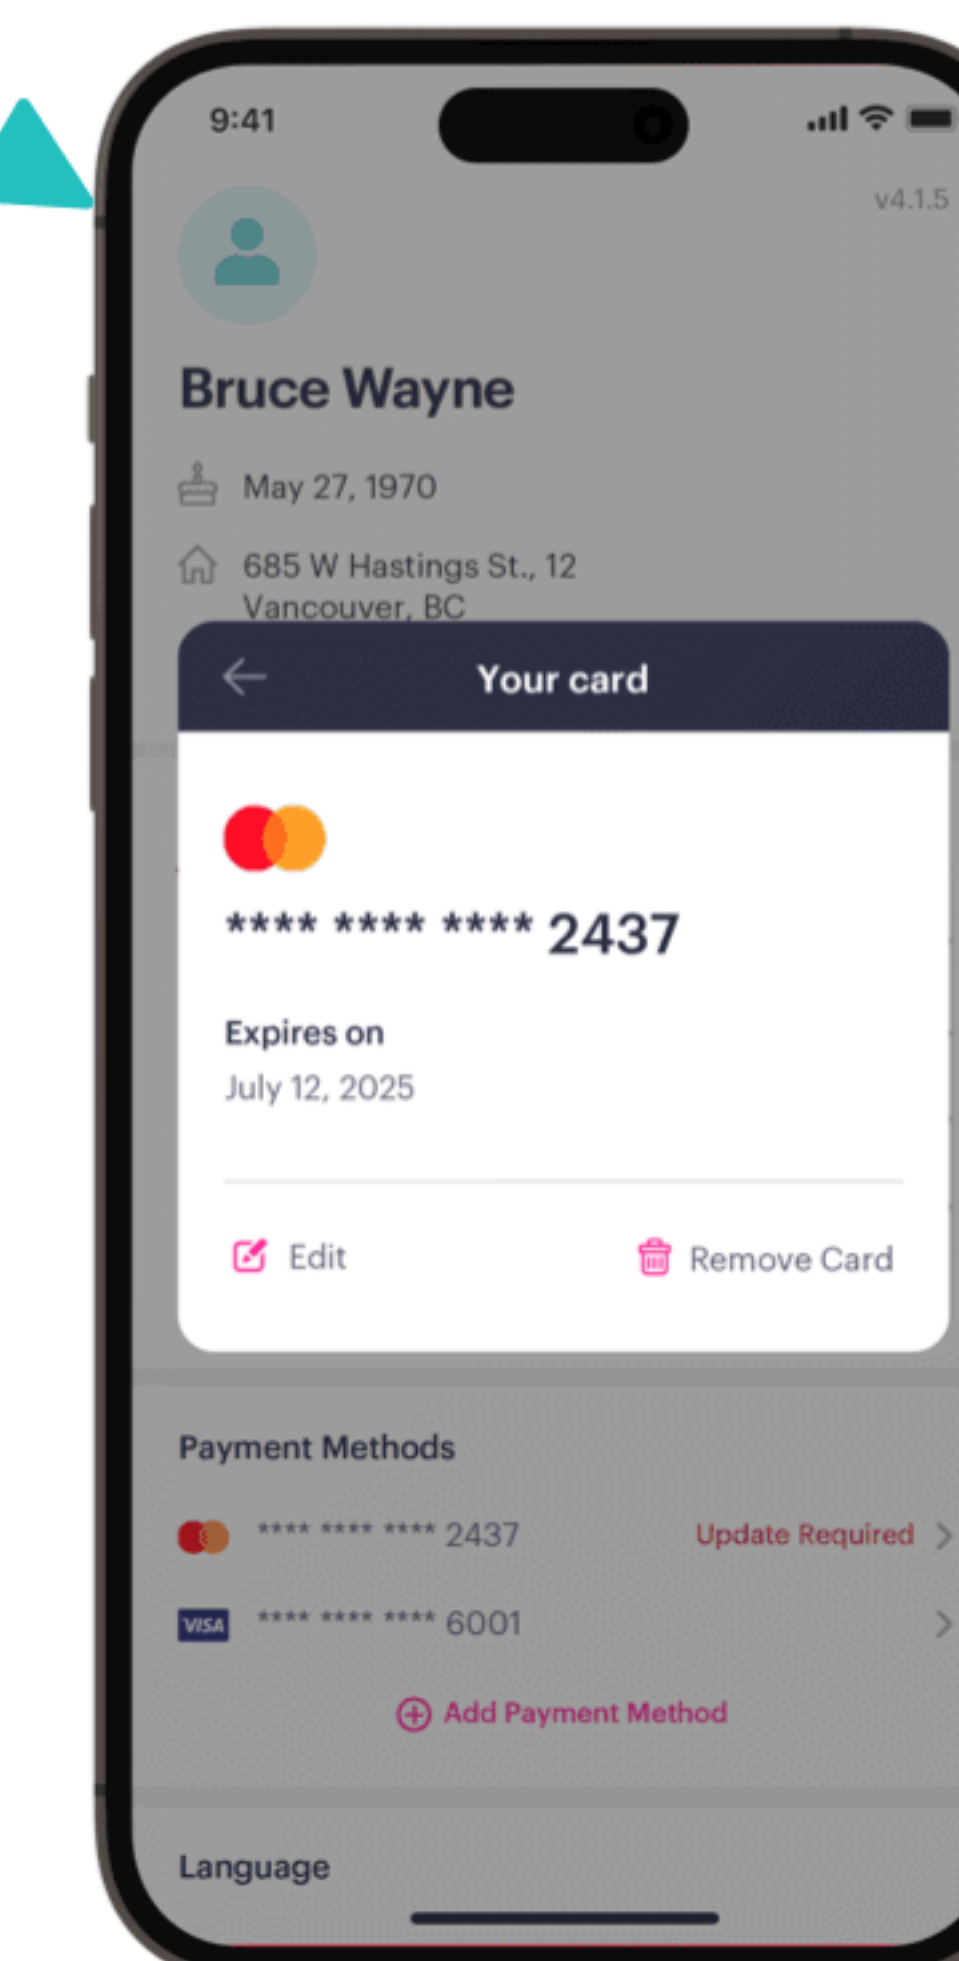 9:41
v4.1.5
Bruce Wayne
May 27, 1970
685 W Hastings St., 12
Vancouver, BC
Your card
**** **** **** 2437
Expires on
July 12, 2025
Edit
Remove Card
Payment Methods
**** **** **** 2437 Update Required
VISA **** **** **** 6001
Add Payment Method
Language